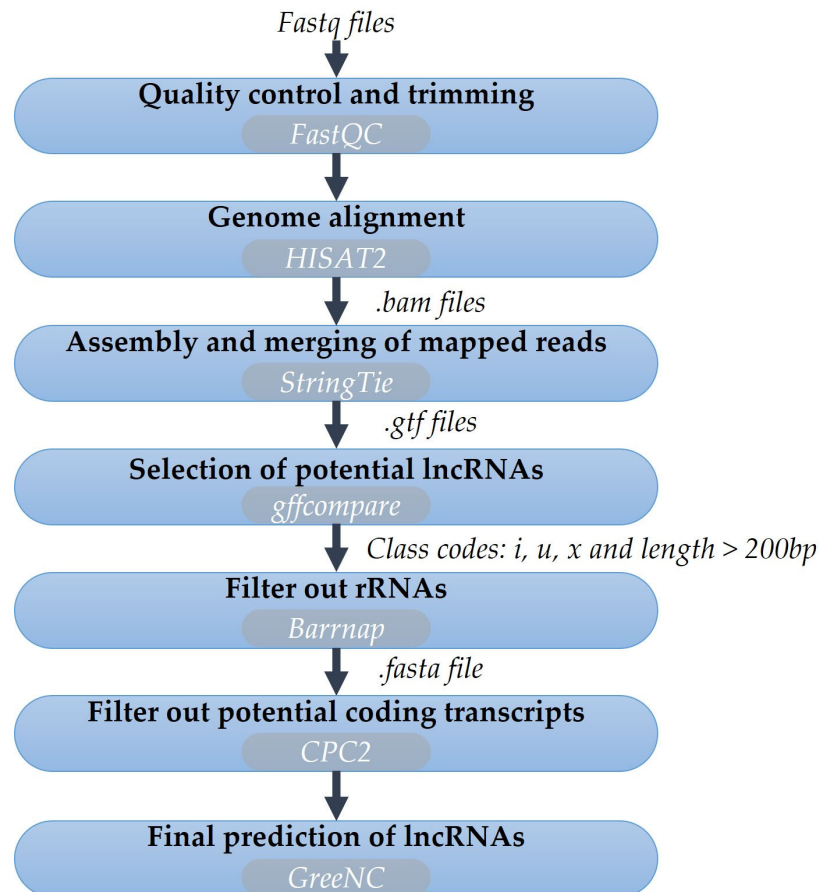 Fastq files
Quality control and trimming
FastQC
Genome alignment
HISAT2
.bam files
Assembly and merging of mapped reads
StringTie
.gtf files
Selection of potential lncRNAs
gffcompare
Class codes: i, u, x and length > 200bp
Filter out rRNAs
Barrnap
.fasta file
Filter out potential coding transcripts
CPC2
Final prediction of lncRNAs
GreeNC